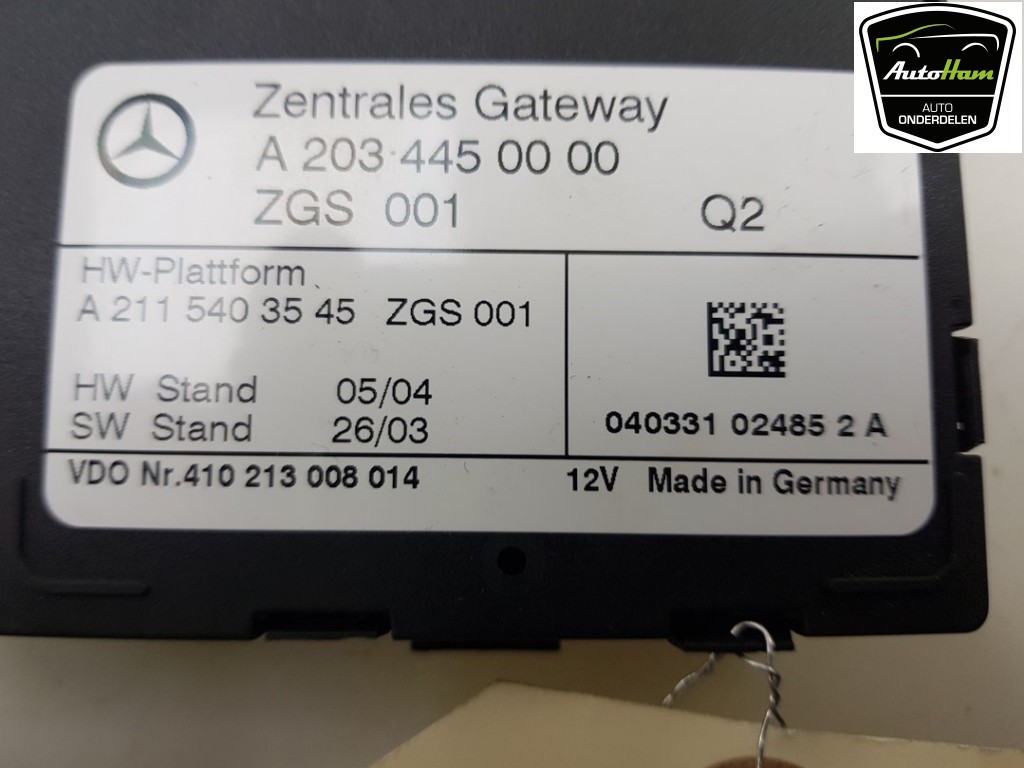 AutoHam
AUTO
ONDERDELEN
Zentrales Gateway
A 203 445 00 00
ZGS 001 Q2
HW-Plattform
A 211 540 35 45 ZGS 001
HW Stand 05/04
SW Stand 26/03
040331 02485 2 A
VDO Nr.410 213 008 014 12V Made in Germany